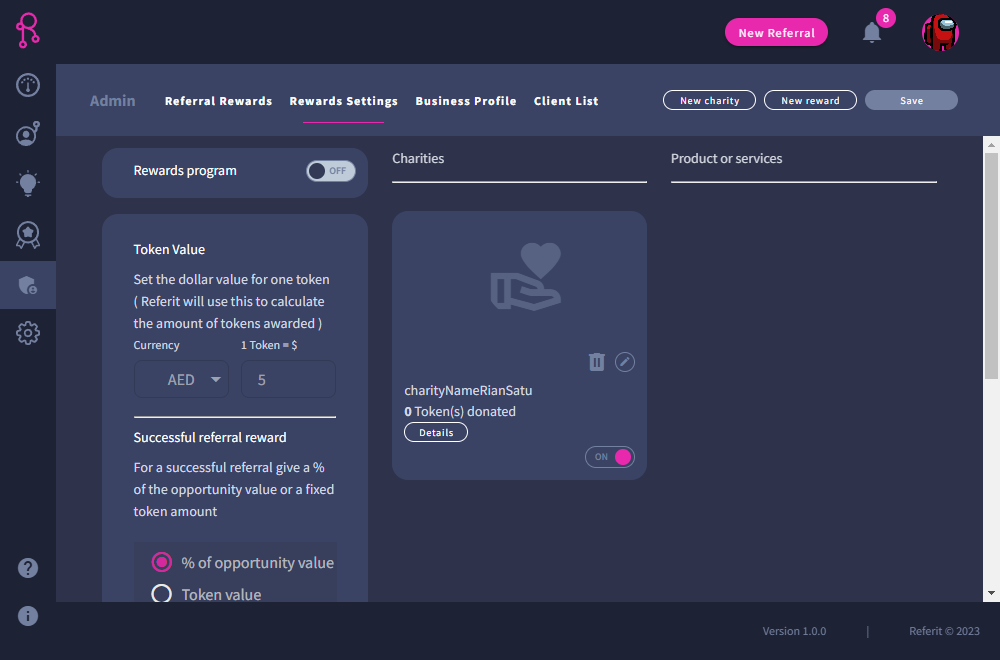 New Referral
8
Admin
Referral Rewards
Rewards Settings
Business Profile
Client List
New charity
New reward
Save
Rewards program
OFF
Charities
Product or services
Token Value
Set the dollar value for one token
( Referit will use this to calculate
the amount of tokens awarded )
Currency
1 Token = $
AED
5
Successful referral reward
For a successful referral give a %
of the opportunity value or a fixed
token amount
% of opportunity value
Token value
charityNameRianSatu
0 Token(s) donated
Details
ON
Version 1.0.0
|
Referit © 2023